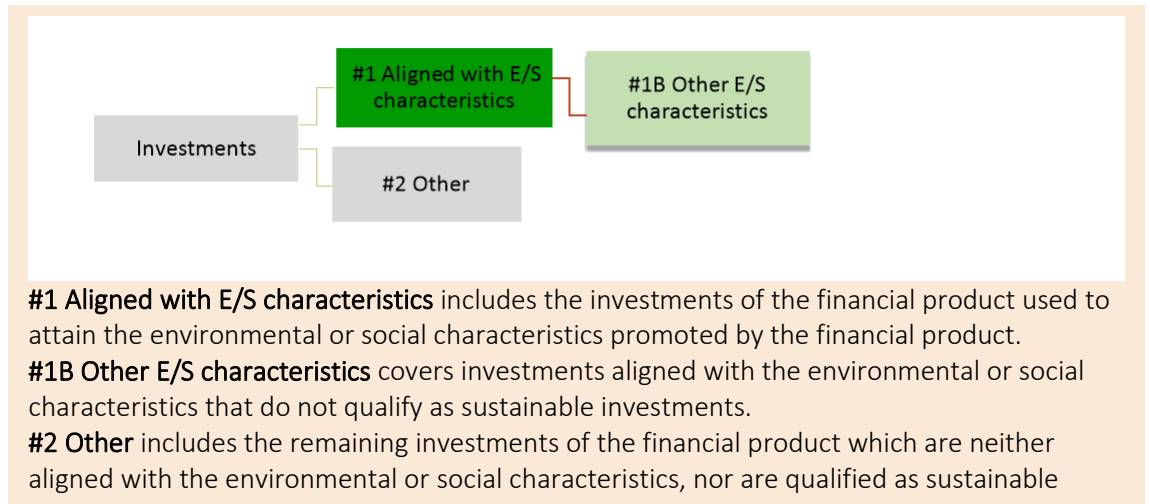 #1 Aligned with E/S
characteristics
#1B Other E/S
characteristics
Investments
#2 Other
#1 Aligned with E/S characteristics includes the investments of the financial product used to
attain the environmental or social characteristics promoted by the financial product.
#1B Other E/S characteristics covers investments aligned with the environmental or social
characteristics that do not qualify as sustainable investments.
#2 Other includes the remaining investments of the financial product which are neither
aligned with the environmental or social characteristics, nor are qualified as sustainable